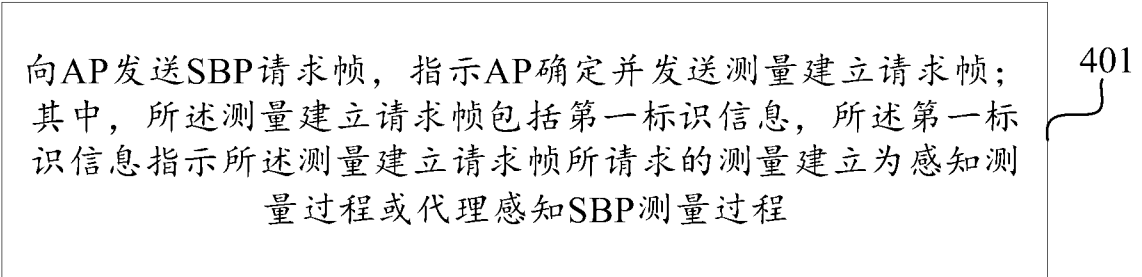 向AP发送SBP请求帧，指示AP确定并发送测量建立请求帧；
其中，所述测量建立请求帧包括第一标识信息，所述第一标
识信息指示所述测量建立请求帧所请求的测量建立为感知测
量过程或代理感知SBP测量过程
401